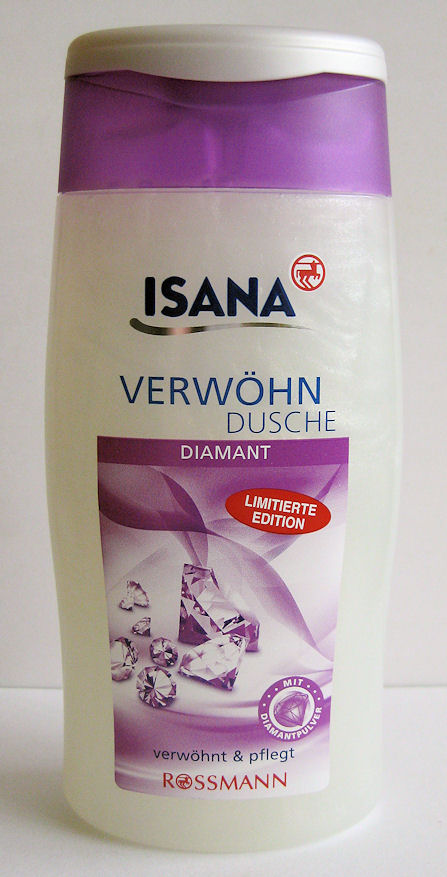 ISANA
VERWÖHN
DUSCHE
DIAMANT
LIMITIERTE
EDITION
MIT
DIAMANTPULVER
verwöhnt & pflegt
ROSSMANN